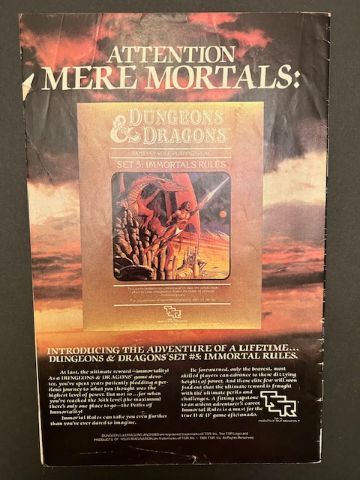 ATTENTION
MERE MORTALS:
DUNGEONS
& DRAGONS
SET 5: IMMORTALS RULES
TSR
INTRODUCING THE ADVENTURE OF A LIFETIME...
DUNGEONS & DRAGONS SET #5: IMMORTAL RULES.
At last, the ultimate reward—immortality!
As a DUNGEONS & DRAGONS game devo-
tee, you've spent years patiently plodding a per-
ilous journey to what you thought was the
highest level of power. But not so... for when
you've reached the 36th level (the maximum)
there's only one place to go—the Paths of
Immortality!
Immortal Rules can take you even further
than you've ever dared to imagine.
Be forewarned, only the bravest, most
skilled players can advance to these dizzying
heights of power. And those elite few will soon
find out that the ultimate reward is fraught
with the ultimate perils and
challenges. A fitting capstone
to an ardent adventurer's career.
Immortal Rules is a must for the
true D & D game aficionado.
TSR
PRODUCTS OF YOUR IMAGINATION